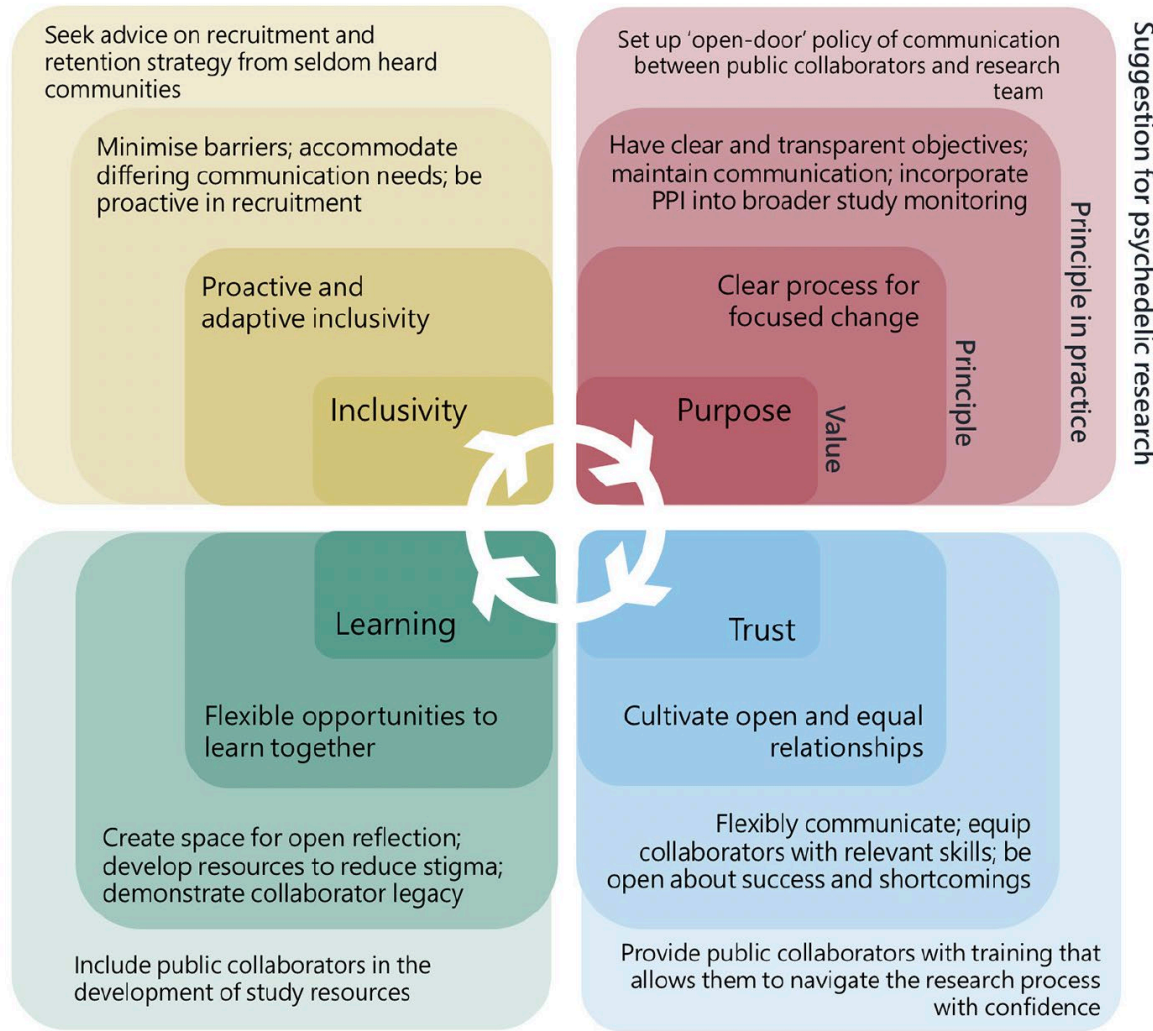 Seek advice on recruitment and
retention strategy from seldom heard
communities
Minimise barriers; accommodate
differing communication needs; be
proactive in recruitment
Proactive and
adaptive inclusivity
Inclusivity
Set up ‘open-door’ policy of communication
between public collaborators and research
team
Have clear and transparent objectives;
maintain communication; incorporate
PPI into broader study monitoring
Clear process for
focused change
Purpose
Value
Principle
Principle in practice
Suggestion for psychedelic research
Learning
Flexible opportunities to
learn together
Create space for open reflection;
develop resources to reduce stigma;
demonstrate collaborator legacy
Include public collaborators in the
development of study resources
Trust
Cultivate open and equal
relationships
Flexibly communicate; equip
collaborators with relevant skills; be
open about success and shortcomings
Provide public collaborators with training that
allows them to navigate the research process
with confidence